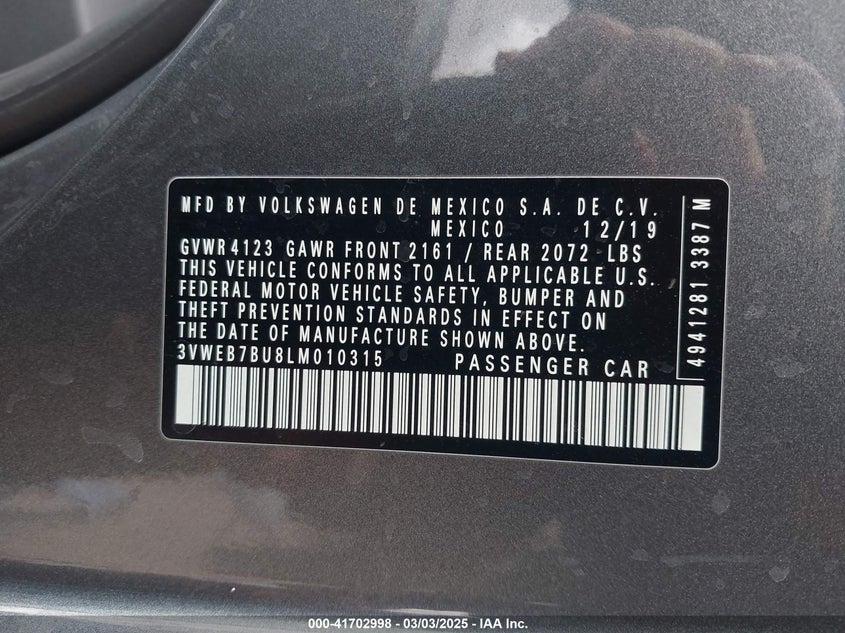 MFD BY VOLKSWAGEN DE MEXICO S.A. DE C.V.
MEXICO 12/19
GVWR 4123 GAWR FRONT 2161 / REAR 2072 LBS
THIS VEHICLE CONFORMS TO ALL APPLICABLE U.S.
FEDERAL MOTOR VEHICLE SAFETY, BUMPER AND
THEFT PREVENTION STANDARDS IN EFFECT ON
THE DATE OF MANUFACTURE SHOWN ABOVE.
3VWEB7BU8LM010315 PASSENGER CAR
4941281 3387 M
000-41702998 - 03/03/2025 - IAA Inc.